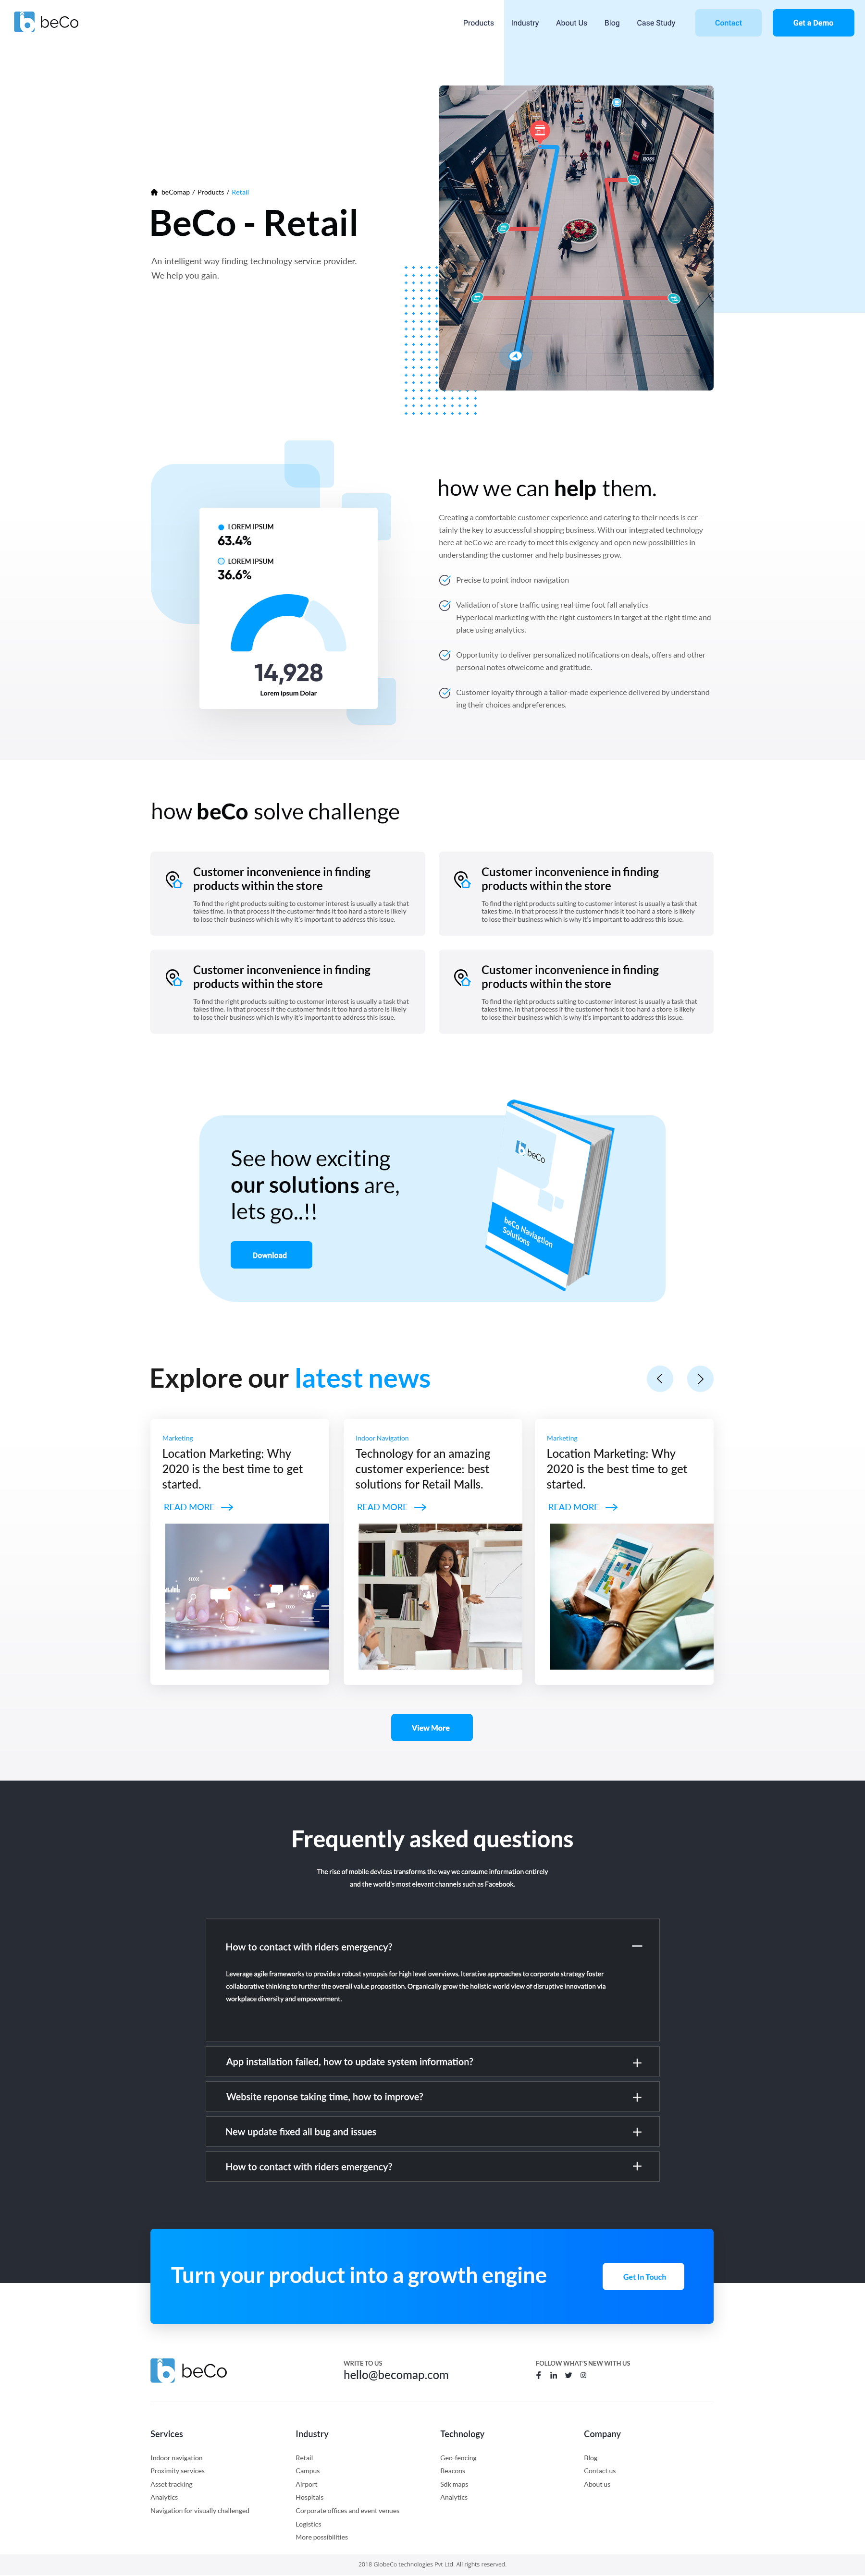 beCo
Products
Industry
About Us
Blog
Case Study
Contact
Get a Demo
beComap / Products / Retail
BeCo - Retail
An intelligent way finding technology service provider.
We help you gain.
BOSS
LOREM IPSUM
63.4%
LOREM IPSUM
36.6%
14,928
Lorem ipsum Dolar
how we can help them.
Creating a comfortable customer experience and catering to their needs is cer-
tainly the key to asuccessful shopping business. With our integrated technology
here at beCo we are ready to meet this exigency and open new possibilities in
understanding the customer and help businesses grow.
Precise to point indoor navigation
Validation of store traffic using real time foot fall analytics
Hyperlocal marketing with the right customers in target at the right time and
place using analytics.
Opportunity to deliver personalized notifications on deals, offers and other
personal notes ofwelcome and gratitude.
Customer loyalty through a tailor-made experience delivered by understand
ing their choices andpreferences.
how beCo solve challenge
Customer inconvenience in finding
products within the store
To find the right products suiting to customer interest is usually a task that
takes time. In that process if the customer finds it too hard a store is likely
to lose their business which is why it's important to address this issue.
Customer inconvenience in finding
products within the store
To find the right products suiting to customer interest is usually a task that
takes time. In that process if the customer finds it too hard a store is likely
to lose their business which is why it's important to address this issue.
Customer inconvenience in finding
products within the store
To find the right products suiting to customer interest is usually a task that
takes time. In that process if the customer finds it too hard a store is likely
to lose their business which is why it's important to address this issue.
Customer inconvenience in finding
products within the store
To find the right products suiting to customer interest is usually a task that
takes time. In that process if the customer finds it too hard a store is likely
to lose their business which is why it's important to address this issue.
See how exciting
our solutions are,
lets go..!!
Download
beCo
beCo Naviagtion
Solutions
Explore our latest news
Marketing
Location Marketing: Why
2020 is the best time to get
started.
READ MORE
Indoor Navigation
Technology for an amazing
customer experience: best
solutions for Retail Malls.
READ MORE
Marketing
Location Marketing: Why
2020 is the best time to get
started.
READ MORE
View More
Frequently asked questions
The rise of mobile devices transforms the way we consume information entirely
and the world's most elevant channels such as Facebook.
How to contact with riders emergency?
Leverage agile frameworks to provide a robust synopsis for high level overviews. Iterative approaches to corporate strategy foster
collaborative thinking to further the overall value proposition. Organically grow the holistic world view of disruptive innovation via
workplace diversity and empowerment.
App installation failed, how to update system information?
Website reponse taking time, how to improve?
New update fixed all bug and issues
How to contact with riders emergency?
Turn your product into a growth engine
Get In Touch
beCo
WRITE TO US
hello@becomap.com
FOLLOW WHAT'S NEW WITH US
Services
Indoor navigation
Proximity services
Asset tracking
Analytics
Navigation for visually challenged
Industry
Retail
Campus
Airport
Hospitals
Corporate offices and event venues
Logistics
More possibilities
Technology
Geo-fencing
Beacons
Sdk maps
Analytics
Company
Blog
Contact us
About us
2018 GlobeCo technologies Pvt Ltd. All rights reserved.